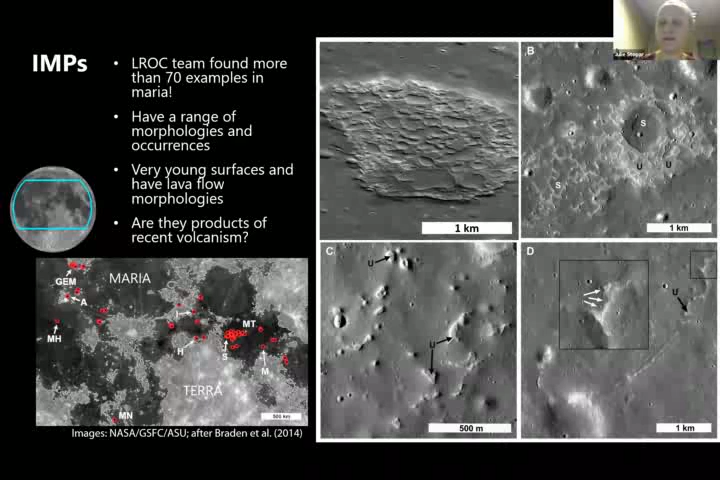 IMPs
• LROC team found more
than 70 examples in
maria!
• Have a range of
morphologies and
occurrences
• Very young surfaces and
have lava flow
morphologies
• Are they products of
recent volcanism?
MARIA
GEM
A
I
MH
MT
H
S
M
TERRA
MN
500 km
Images: NASA/GSFC/ASU; after Braden et al. (2014)
1 km
B
S
U
U
S
1 km
C
U
U
500 m
D
U
1 km
Julie Stopar